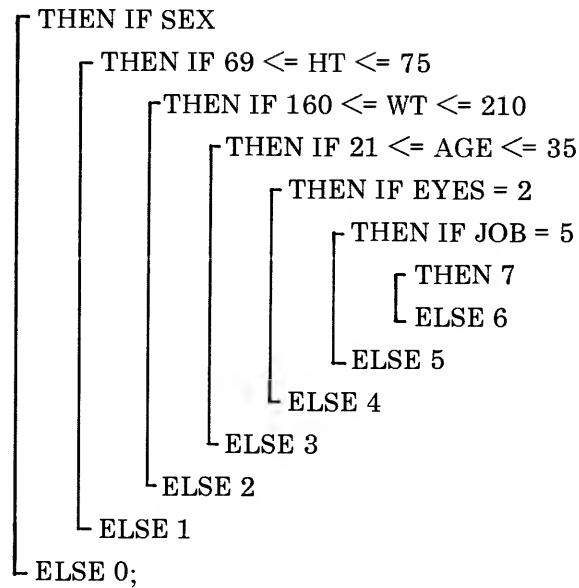 THEN IF SEX
THEN IF 69 <= HT <= 75
THEN IF 160 <= WT <= 210
THEN IF 21 <= AGE <= 35
THEN IF EYES = 2
THEN IF JOB = 5
THEN 7
ELSE 6
ELSE 5
ELSE 4
ELSE 3
ELSE 2
ELSE 1
ELSE 0;